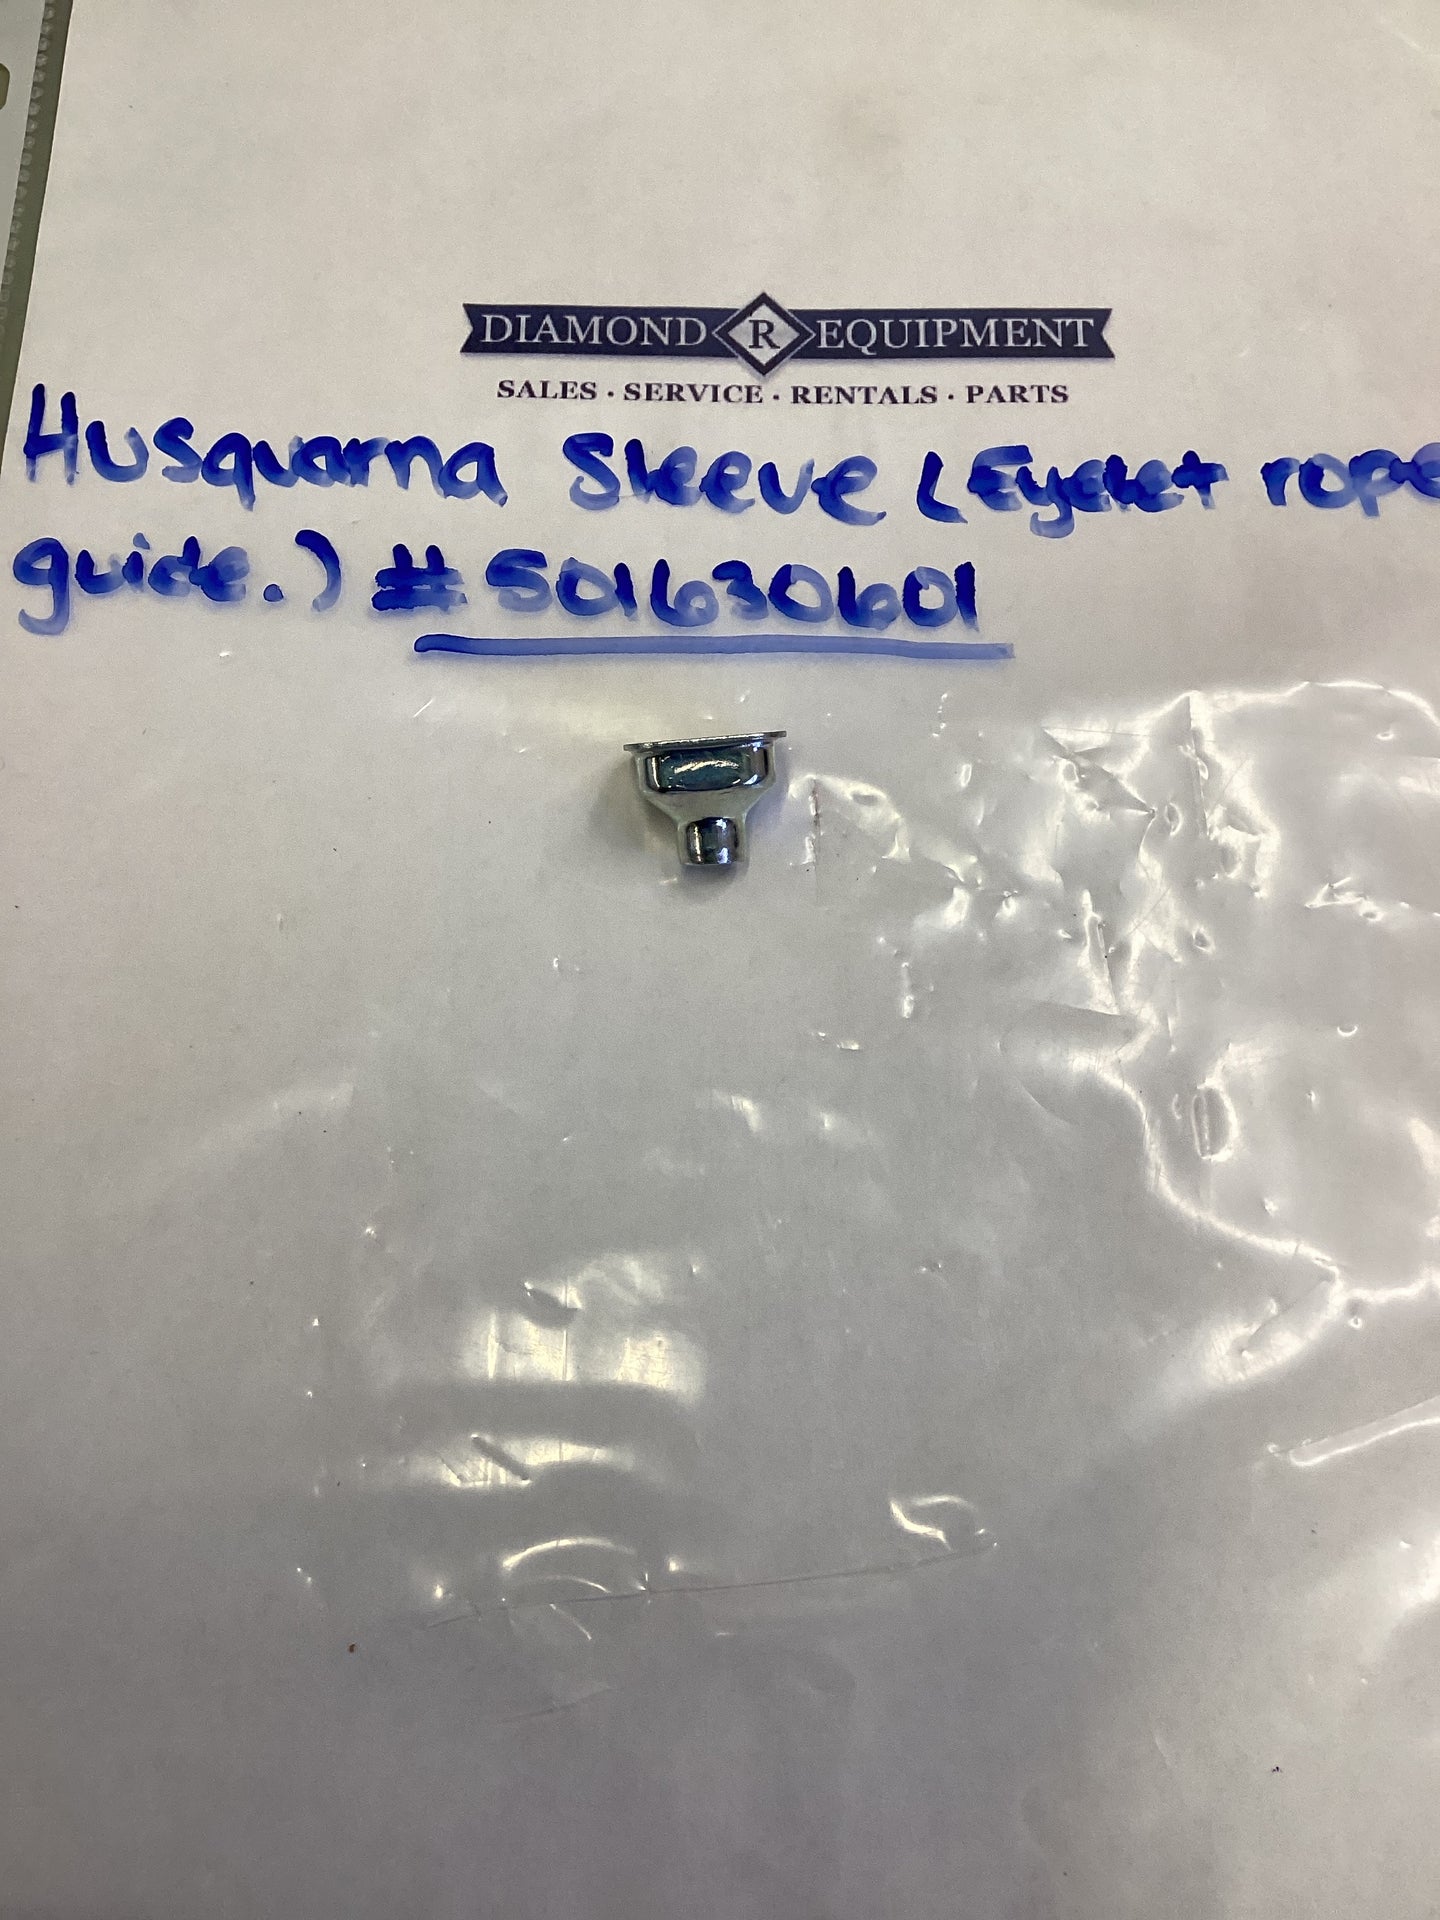 DIAMOND R EQUIPMENT
SALES · SERVICE · RENTALS · PARTS
Husqvarna Sleeve (Eyelet rope
guide.) # 501630601